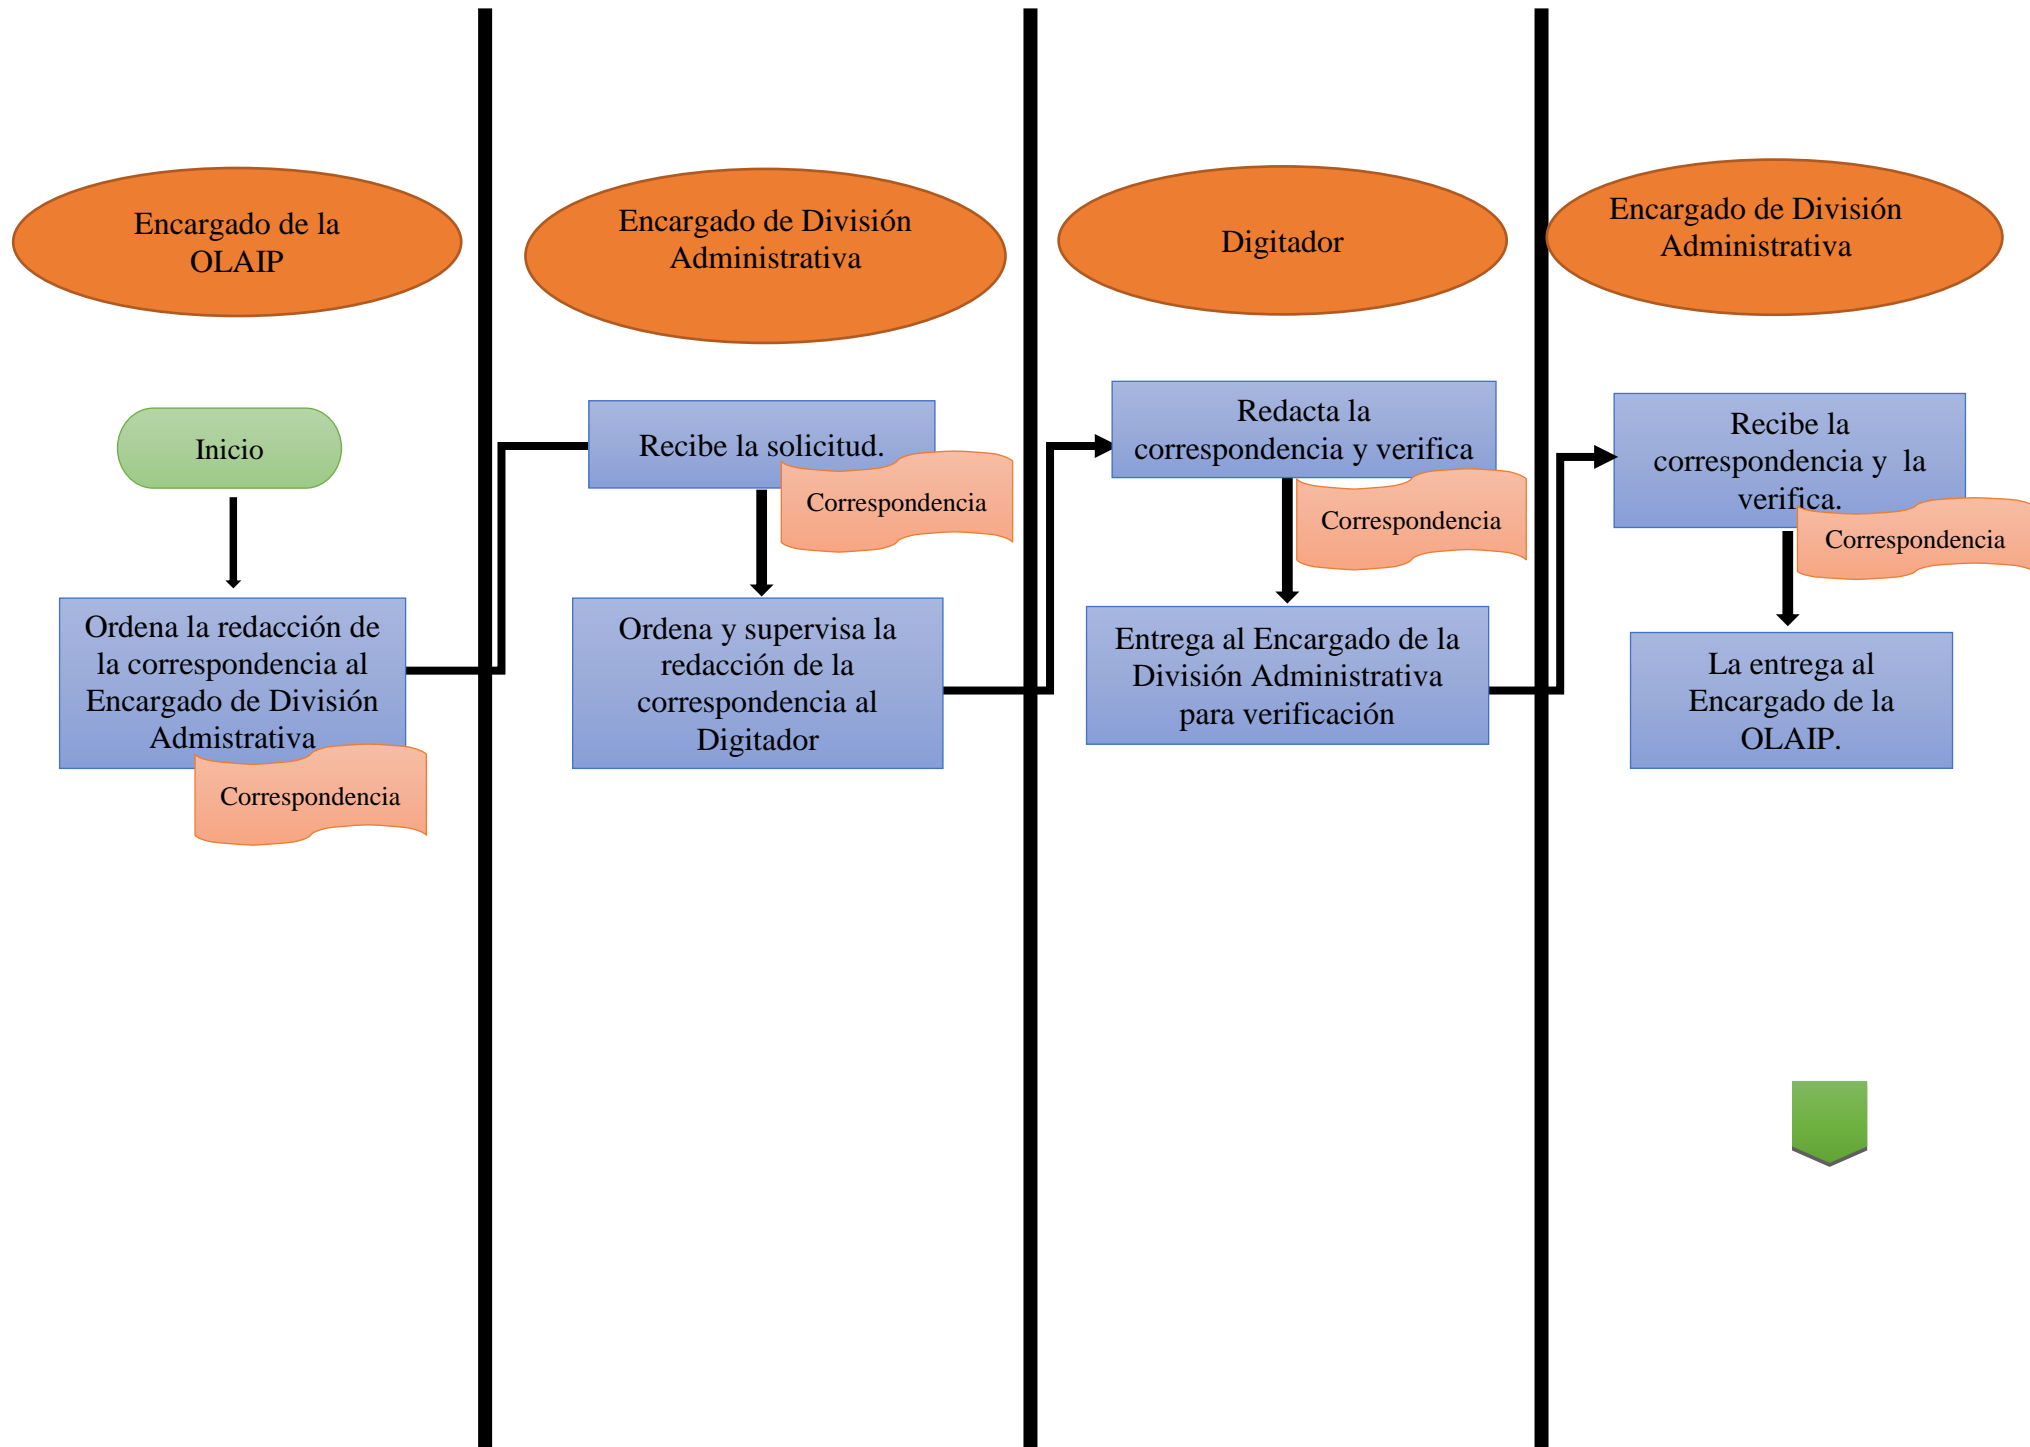 Encargado de la
OLAIP
Encargado de División
Administrativa
Digitador
Encargado de División
Administrativa
Inicio
Ordena la redacción de
la correspondencia al
Encargado de División
Admistrativa
Correspondencia
Recibe la solicitud.
Correspondencia
Ordena y supervisa la
redacción de la
correspondencia al
Digitador
Redacta la
correspondencia y verifica
Correspondencia
Entrega al Encargado de la
División Administrativa
para verificación
Recibe la
correspondencia y  la
verifica.
Correspondencia
La entrega al
Encargado de la
OLAIP.